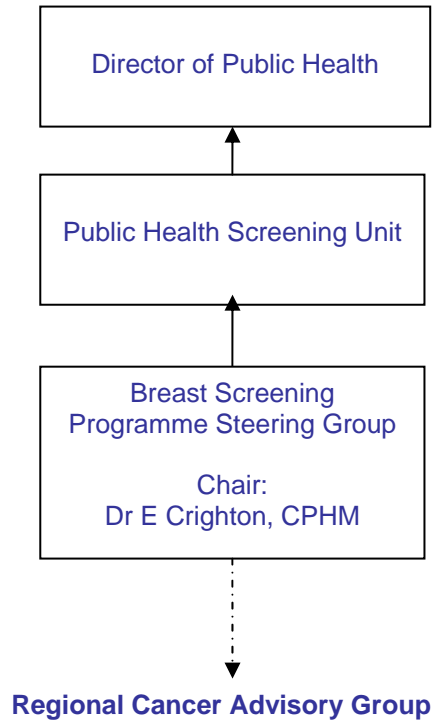 Director of Public Health
Public Health Screening Unit
Breast Screening
Programme Steering Group
Chair:
Dr E Crighton, CPHM
Regional Cancer Advisory Group